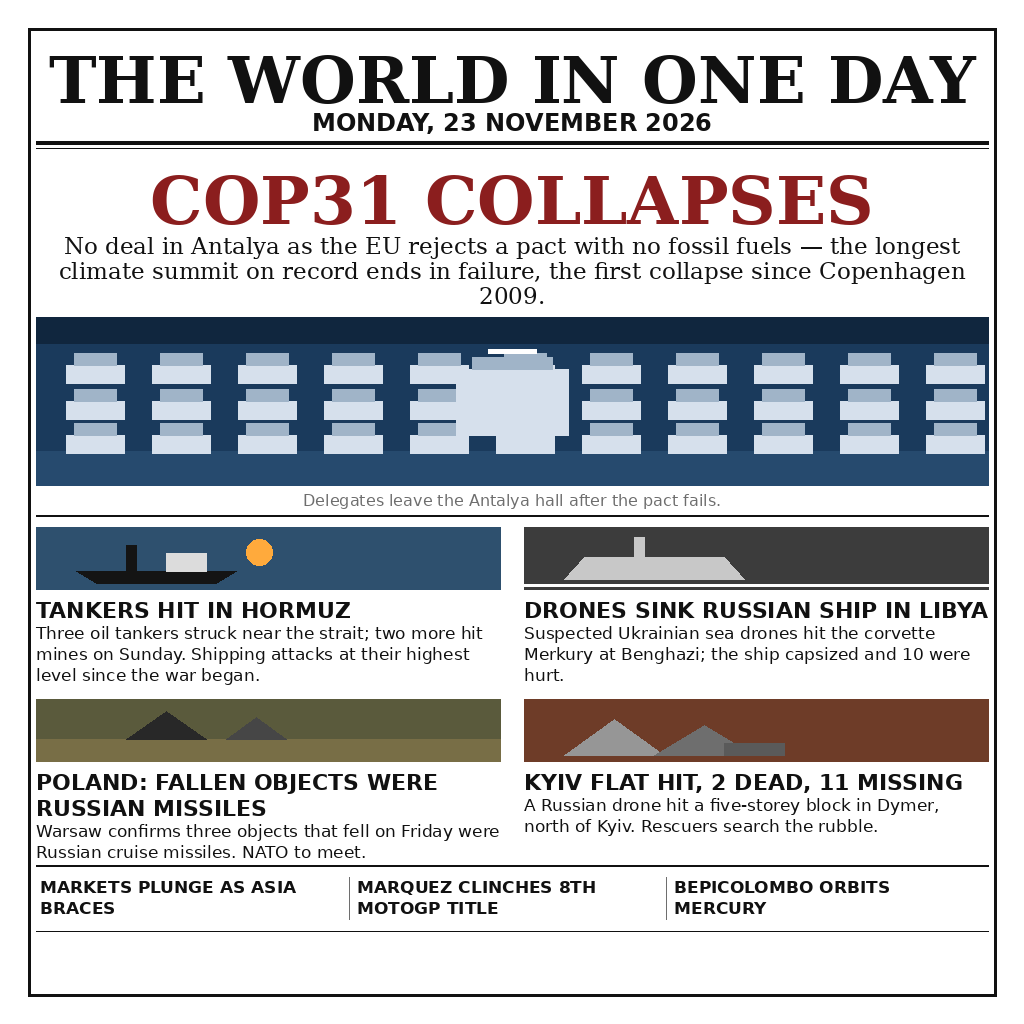 THE WORLD IN ONE DAY
MONDAY, 23 NOVEMBER 2026
COP31 COLLAPSES
No deal in Antalya as the EU rejects a pact with no fossil fuels — the longest
climate summit on record ends in failure, the first collapse since Copenhagen
2009.
Delegates leave the Antalya hall after the pact fails.
TANKERS HIT IN HORMUZ
Three oil tankers struck near the strait; two more hit
mines on Sunday. Shipping attacks at their highest
level since the war began.
DRONES SINK RUSSIAN SHIP IN LIBYA
Suspected Ukrainian sea drones hit the corvette
Merkury at Benghazi; the ship capsized and 10 were
hurt.
POLAND: FALLEN OBJECTS WERE
RUSSIAN MISSILES
Warsaw confirms three objects that fell on Friday were
Russian cruise missiles. NATO to meet.
KYIV FLAT HIT, 2 DEAD, 11 MISSING
A Russian drone hit a five-storey block in Dymer,
north of Kyiv. Rescuers search the rubble.
MARKETS PLUNGE AS ASIA
BRACES
MARQUEZ CLINCHES 8TH
MOTOGP TITLE
BEPICOLOMBO ORBITS
MERCURY